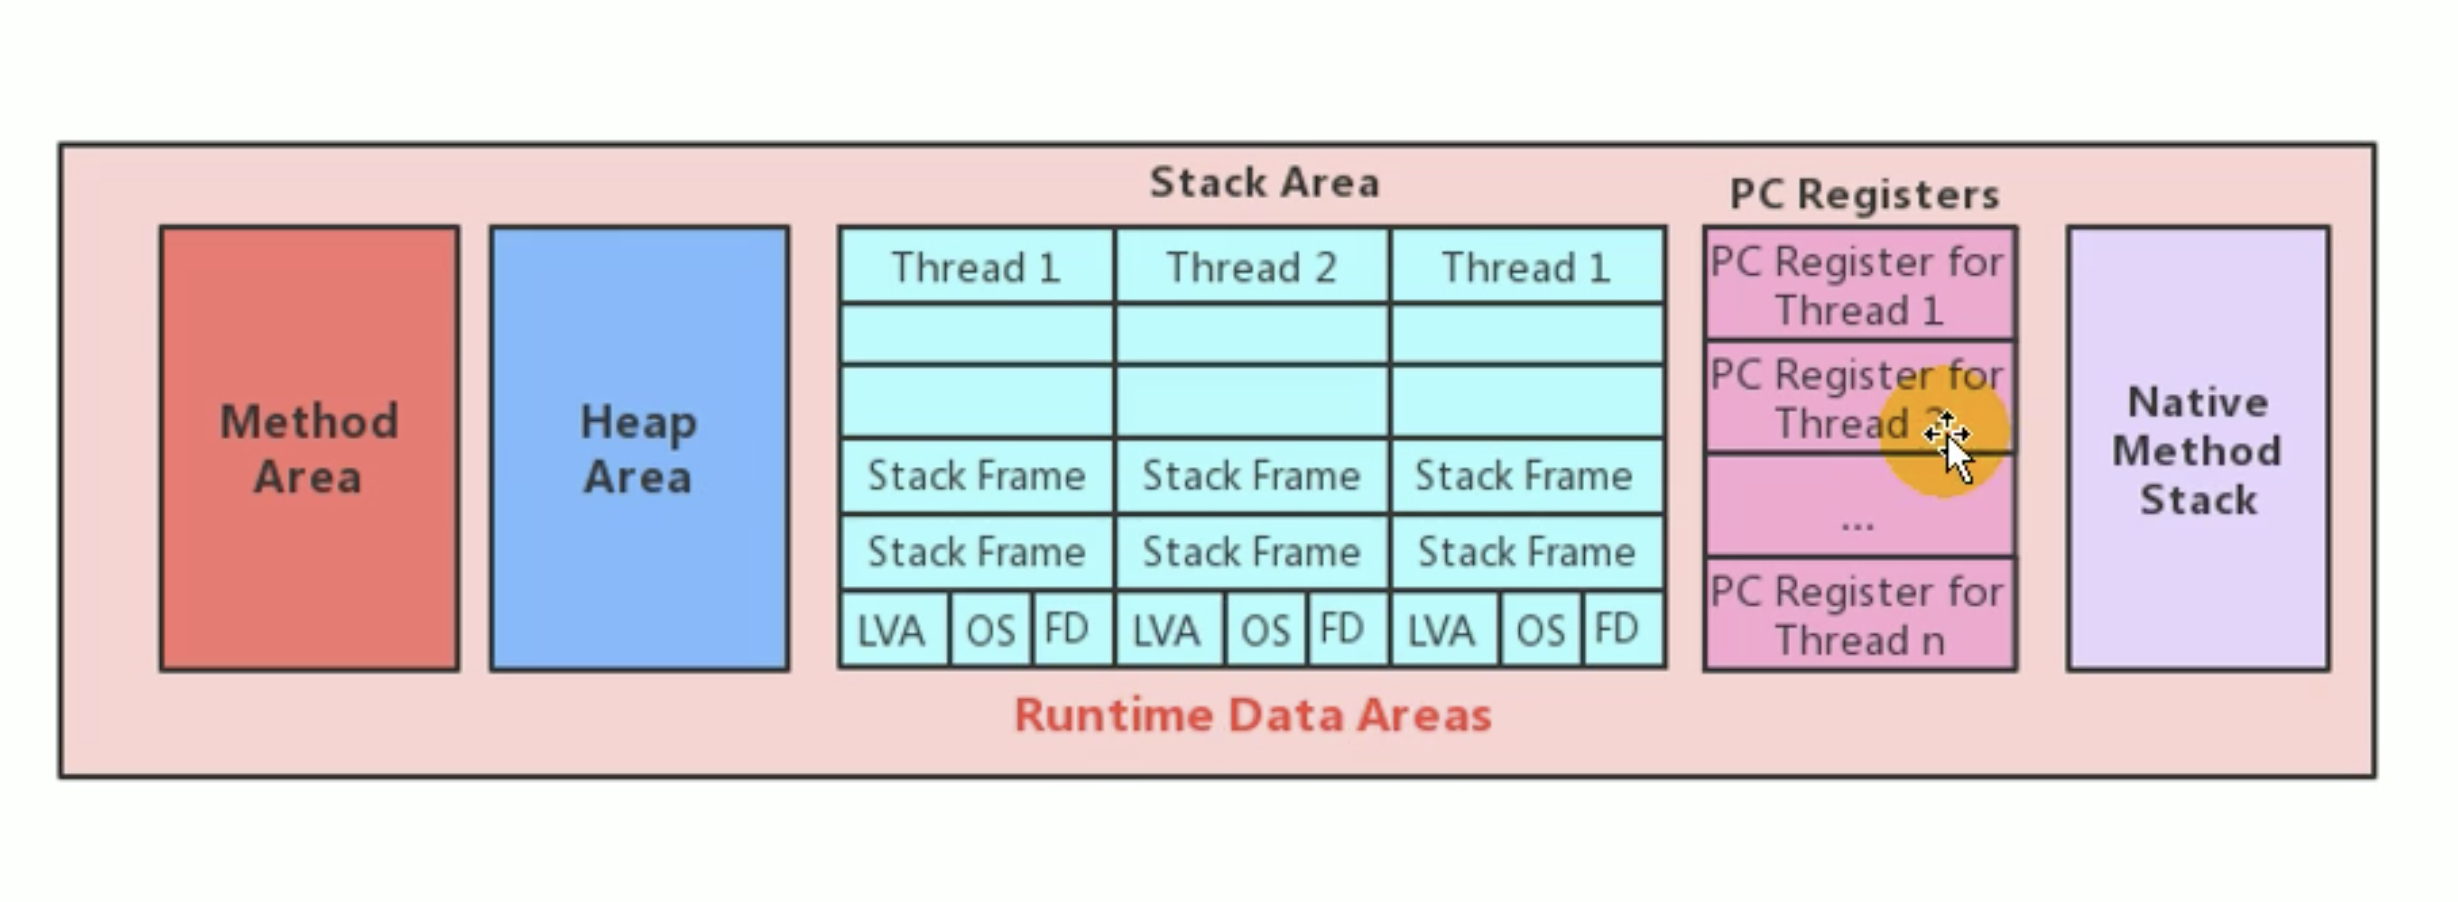 Stack Area
PC Registers
Method
Area
Heap
Area
Thread 1
Thread 2
Thread 1
Stack Frame
Stack Frame
Stack Frame
Stack Frame
Stack Frame
Stack Frame
LVA
OS
FD
LVA
OS
FD
LVA
OS
FD
PC Register for
Thread 1
PC Register for
Thread
...
PC Register for
Thread n
Native
Method
Stack
Runtime Data Areas